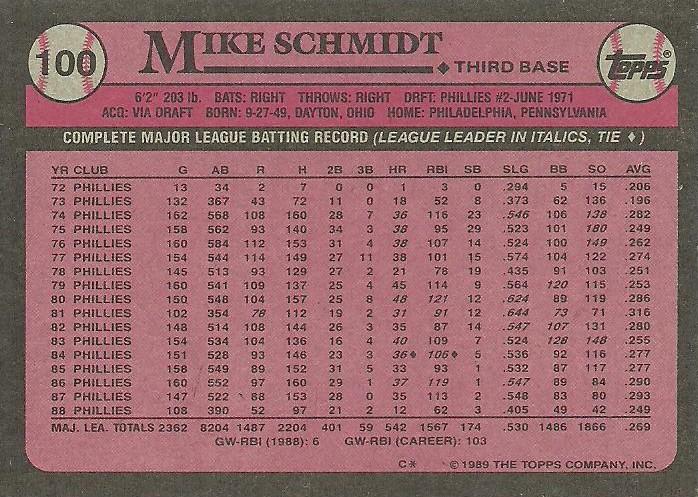 100 MIKE SCHMIDT TOPPS®
♦ THIRD BASE
6'2" 203 lb. BATS: RIGHT THROWS: RIGHT DRFT: PHILLIES #2-JUNE 1971
ACQ: VIA DRAFT BORN: 9-27-49, DAYTON, OHIO HOME: PHILADELPHIA, PENNSYLVANIA
COMPLETE MAJOR LEAGUE BATTING RECORD (LEAGUE LEADER IN ITALICS, TIE ♦)
YR CLUB G AB R H 2B 3B HR RBI SB SLG BB SO AVG
72 PHILLIES 13 34 2 7 0 0 1 3 0 .294 5 15 .206
73 PHILLIES 132 367 43 72 11 0 18 52 8 .373 62 136 .196
74 PHILLIES 162 568 108 160 28 7 36 116 23 .546 106 138 .282
75 PHILLIES 158 562 93 140 34 3 38 95 29 .523 101 180 .249
76 PHILLIES 160 584 112 153 31 4 38 107 14 .524 100 149 .262
77 PHILLIES 154 544 114 149 27 11 38 101 15 .574 104 122 .274
78 PHILLIES 145 513 93 129 27 2 21 78 19 .435 91 103 .251
79 PHILLIES 160 541 109 137 25 4 45 114 9 .564 120 115 .253
80 PHILLIES 150 548 104 157 25 8 48 121 12 .624 89 119 .286
81 PHILLIES 102 354 78 112 19 2 31 91 12 .644 73 71 .316
82 PHILLIES 148 514 108 144 26 3 35 87 14 .547 107 131 .280
83 PHILLIES 154 534 104 136 16 4 40 109 7 .524 128 148 .255
84 PHILLIES 151 528 93 146 23 3 36♦ 106♦ 5 .536 92 116 .277
85 PHILLIES 158 549 89 152 31 5 33 93 1 .532 87 117 .277
86 PHILLIES 160 552 97 160 29 1 37 119 1 .547 89 84 .290
87 PHILLIES 147 522 88 153 28 0 35 113 2 .548 83 80 .293
88 PHILLIES 108 390 52 97 21 2 12 62 3 .405 49 42 .249
MAJ. LEA. TOTALS 2362 8204 1487 2204 401 59 542 1567 174 .530 1486 1866 .269
GW-RBI (1988): 6 GW-RBI (CAREER): 103
C* © 1989 THE TOPPS COMPANY, INC.